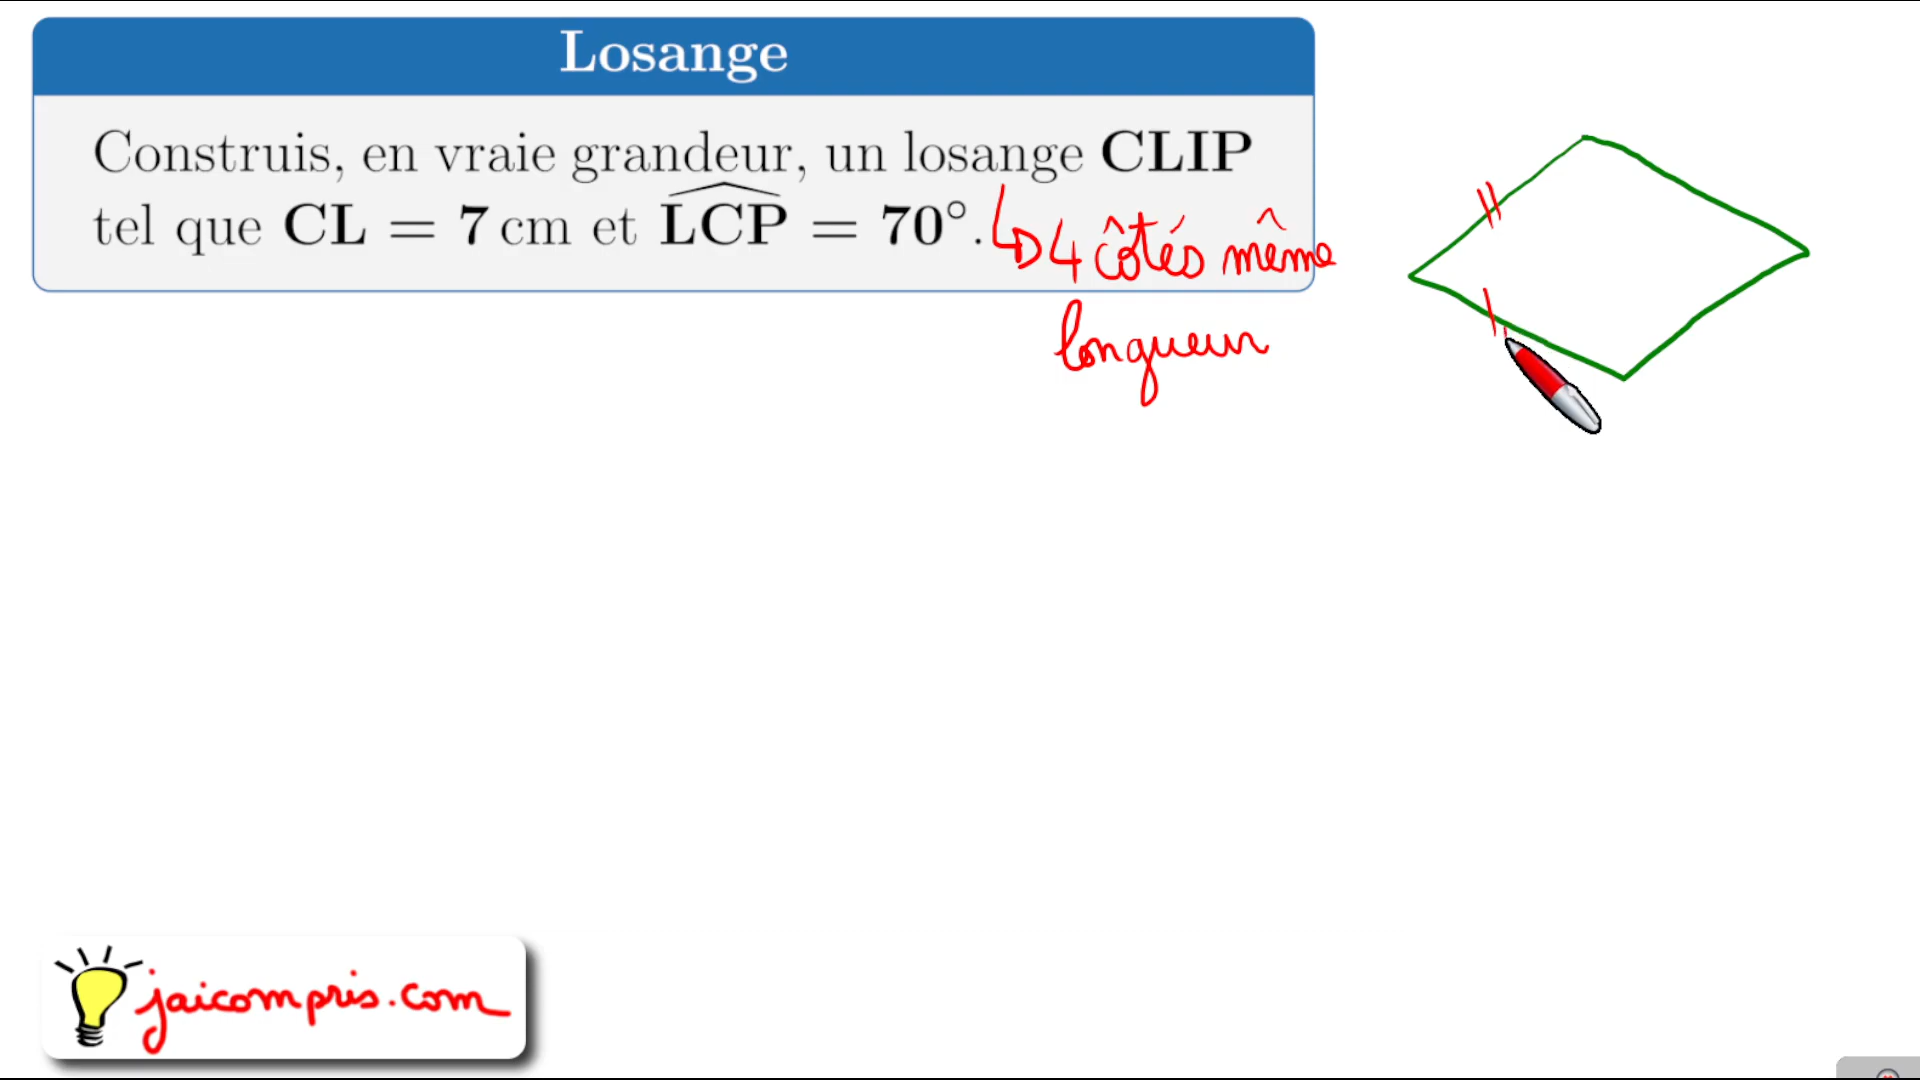 Losange
Construis, en vraie grandeur, un losange CLIP
tel que CL = 7 cm et \widehat{LCP} = 70°.
↳ 4 côtés même
longueur
jaicompris.com